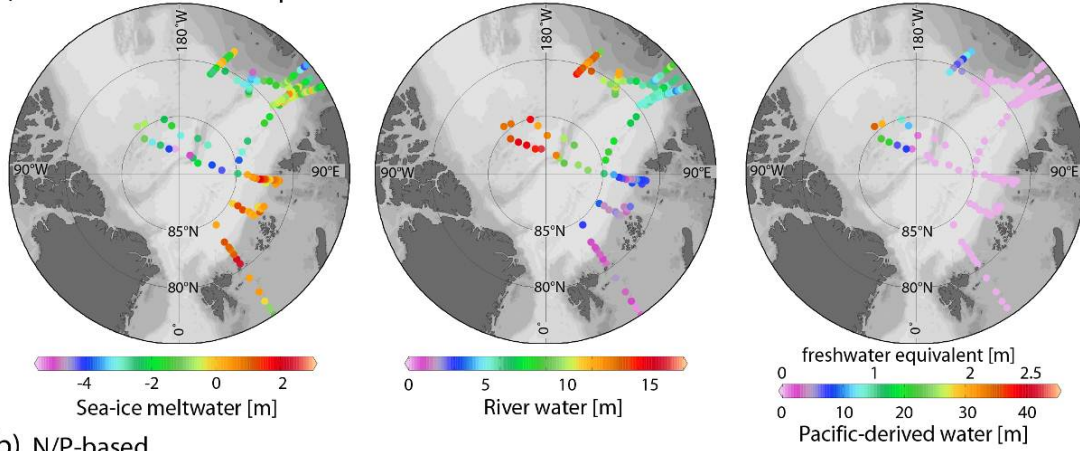 180°W
180°W
180°W
90°W
90°E
90°W
90°E
90°W
90°E
85°N
85°N
85°N
80°N
80°N
80°N
0°
0°
0°
-4 -2 0 2
Sea-ice meltwater [m]
0 5 10 15
River water [m]
freshwater equivalent [m]
0 1 2 2.5
0 10 20 30 40
Pacific-derived water [m]
b) N/P-based